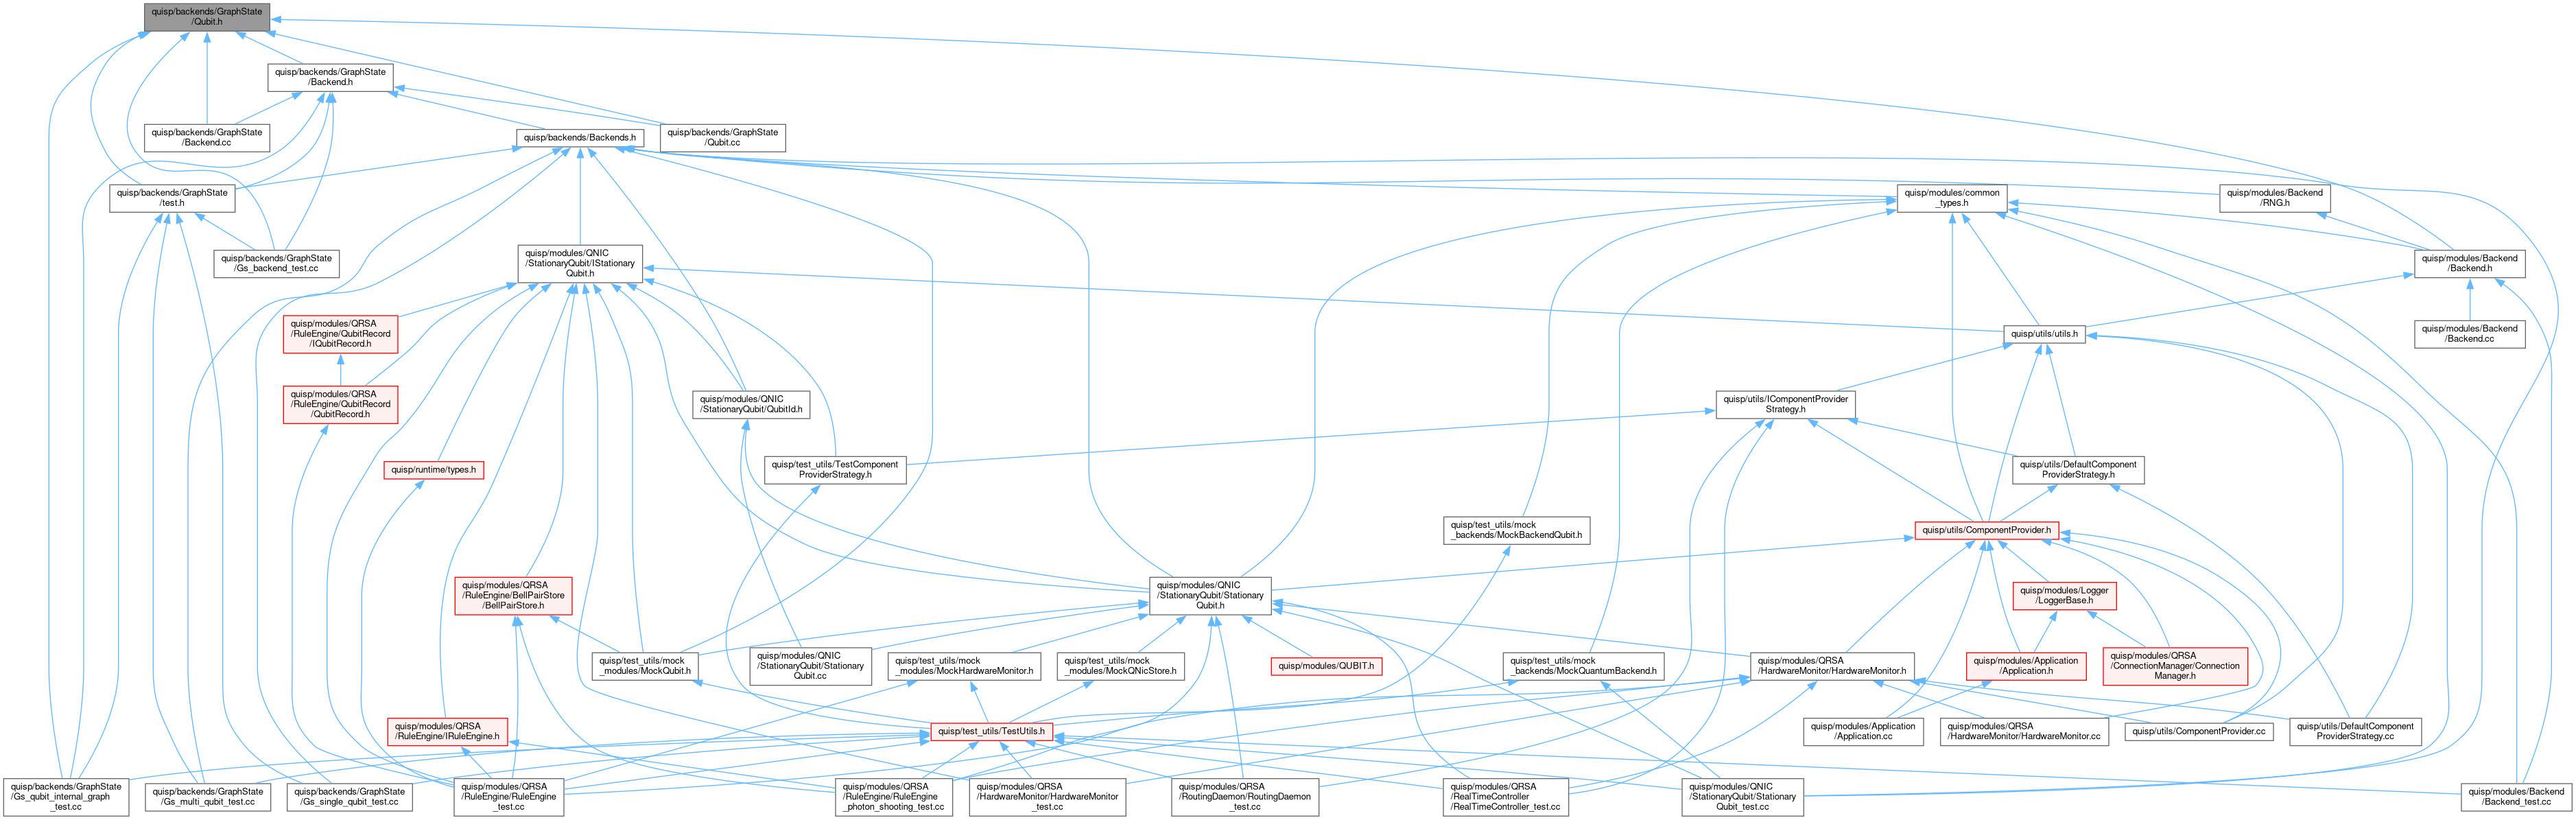 quisp/backends/GraphState
/Qubit.h
quisp/backends/GraphState
/Backend.h
quisp/backends/GraphState
/Backend.cc
quisp/backends/Backends.h
quisp/backends/GraphState
/Qubit.cc
quisp/backends/GraphState
/test.h
quisp/modules/common
_types.h
quisp/modules/Backend
/RNG.h
quisp/backends/GraphState
/Gs_backend_test.cc
quisp/modules/QNIC
/StationaryQubit/IStationary
Qubit.h
quisp/modules/Backend
/Backend.h
quisp/modules/QRSA
/RuleEngine/QubitRecord
/IQubitRecord.h
quisp/utils/utils.h
quisp/modules/Backend
/Backend.cc
quisp/modules/QRSA
/RuleEngine/QubitRecord
/QubitRecord.h
quisp/modules/QNIC
/StationaryQubit/QubitId.h
quisp/utils/IComponentProvider
Strategy.h
quisp/runtime/types.h
quisp/test_utils/TestComponent
ProviderStrategy.h
quisp/utils/DefaultComponent
ProviderStrategy.h
quisp/test_utils/mock
_backends/MockBackendQubit.h
quisp/utils/ComponentProvider.h
quisp/modules/QRSA
/RuleEngine/BellPairStore
/BellPairStore.h
quisp/modules/QNIC
/StationaryQubit/Stationary
Qubit.h
quisp/modules/Logger
/LoggerBase.h
quisp/test_utils/mock
_modules/MockQubit.h
quisp/modules/QNIC
/StationaryQubit/Stationary
Qubit.cc
quisp/test_utils/mock
_modules/MockHardwareMonitor.h
quisp/test_utils/mock
_modules/MockQNicStore.h
quisp/modules/QUBIT.h
quisp/test_utils/mock
_backends/MockQuantumBackend.h
quisp/modules/QRSA
/HardwareMonitor/HardwareMonitor.h
quisp/modules/Application
/Application.h
quisp/modules/QRSA
/ConnectionManager/Connection
Manager.h
quisp/modules/QRSA
/RuleEngine/IRuleEngine.h
quisp/test_utils/TestUtils.h
quisp/modules/Application
/Application.cc
quisp/modules/QRSA
/HardwareMonitor/HardwareMonitor.cc
quisp/utils/ComponentProvider.cc
quisp/utils/DefaultComponent
ProviderStrategy.cc
quisp/backends/GraphState
/Gs_qubit_internal_graph
_test.cc
quisp/backends/GraphState
/Gs_multi_qubit_test.cc
quisp/backends/GraphState
/Gs_single_qubit_test.cc
quisp/modules/QRSA
/RuleEngine/RuleEngine
_test.cc
quisp/modules/QRSA
/RuleEngine/RuleEngine
_photon_shooting_test.cc
quisp/modules/QRSA
/HardwareMonitor/HardwareMonitor
_test.cc
quisp/modules/QRSA
/RoutingDaemon/RoutingDaemon
_test.cc
quisp/modules/QRSA
/RealTimeController
/RealTimeController_test.cc
quisp/modules/QNIC
/StationaryQubit/Stationary
Qubit_test.cc
quisp/modules/Backend
/Backend_test.cc